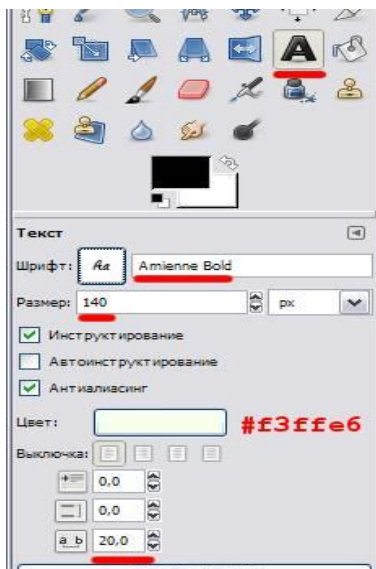 Текст
Шрифт: Aa Amienne Bold
Размер: 140 px
Инструктирование
Автоинструктирование
Антиалиасинг
Цвет: #f3ffe6
Выключка:
0,0
0,0
a b 20,0